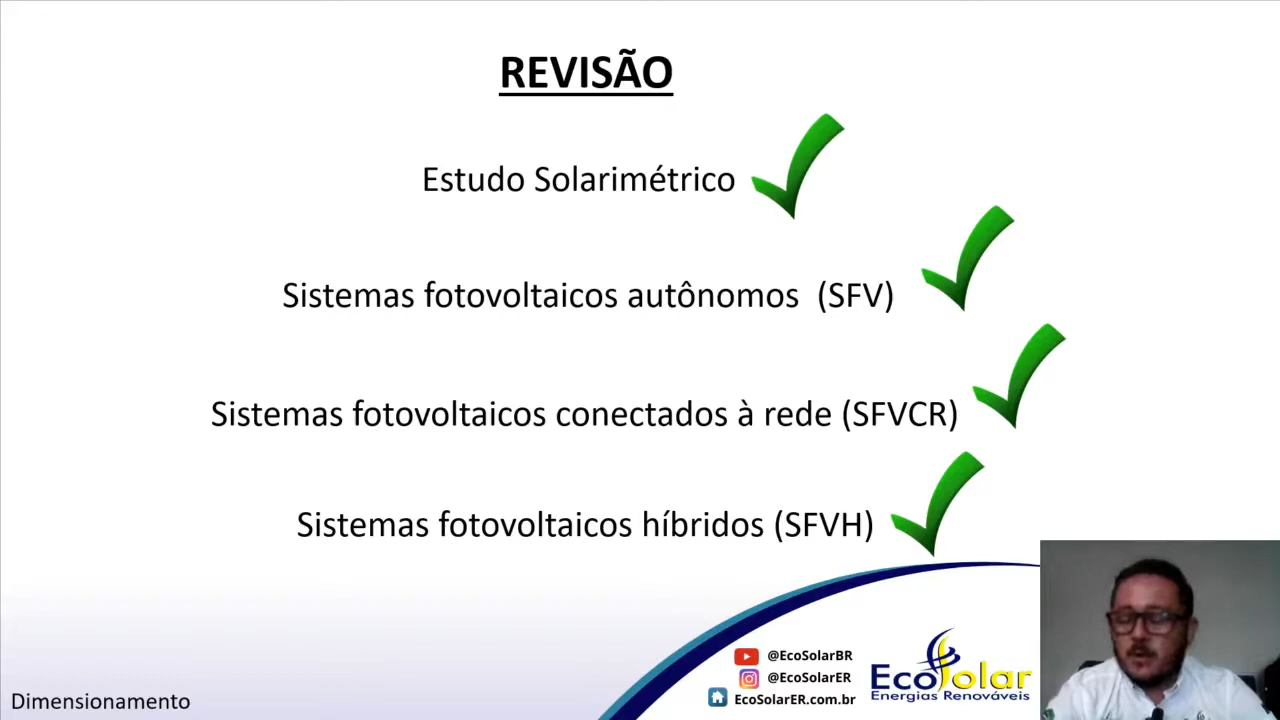 REVISÃO
Estudo Solarimétrico
Sistemas fotovoltaicos autônomos (SFV)
Sistemas fotovoltaicos conectados à rede (SFVCR)
Sistemas fotovoltaicos híbridos (SFVH)
@EcoSolarBR
@EcoSolarER
EcoSolarER.com.br
EcoSolar
Energias Renováveis
Dimensionamento